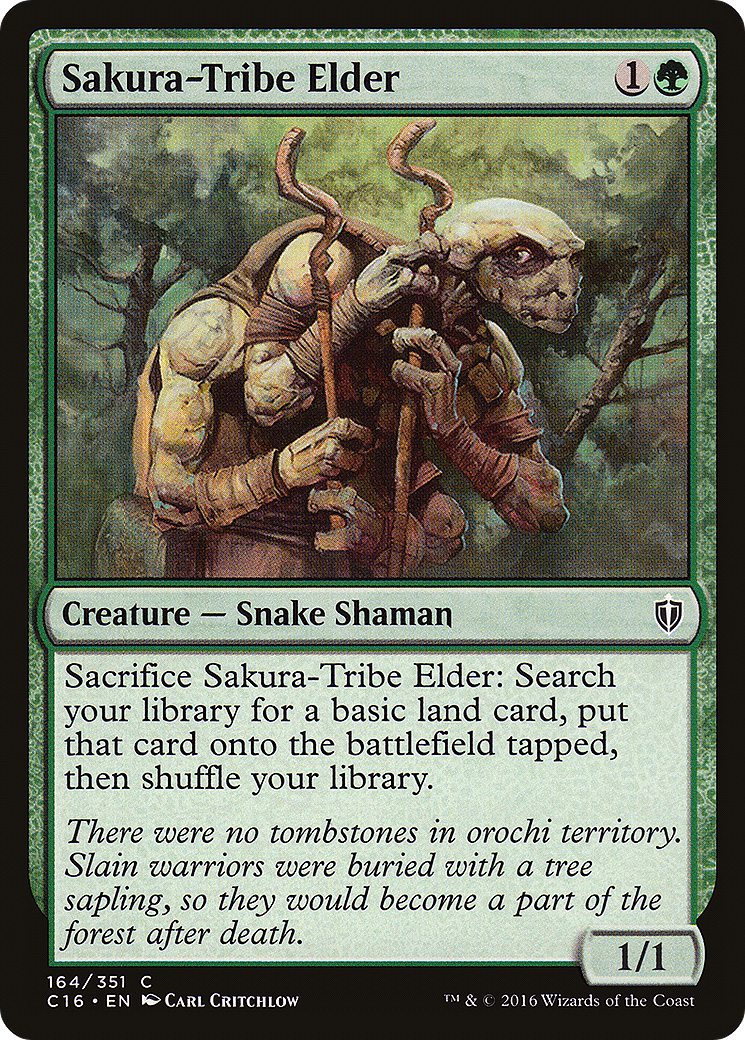 Sakura-Tribe Elder 1
Creature — Snake Shaman
Sacrifice Sakura-Tribe Elder: Search
your library for a basic land card, put
that card onto the battlefield tapped,
then shuffle your library.
There were no tombstones in orochi territory.
Slain warriors were buried with a tree
sapling, so they would become a part of the
forest after death.
1/1
164/351 C
C16 • EN Carl Critchlow ™ & © 2016 Wizards of the Coast